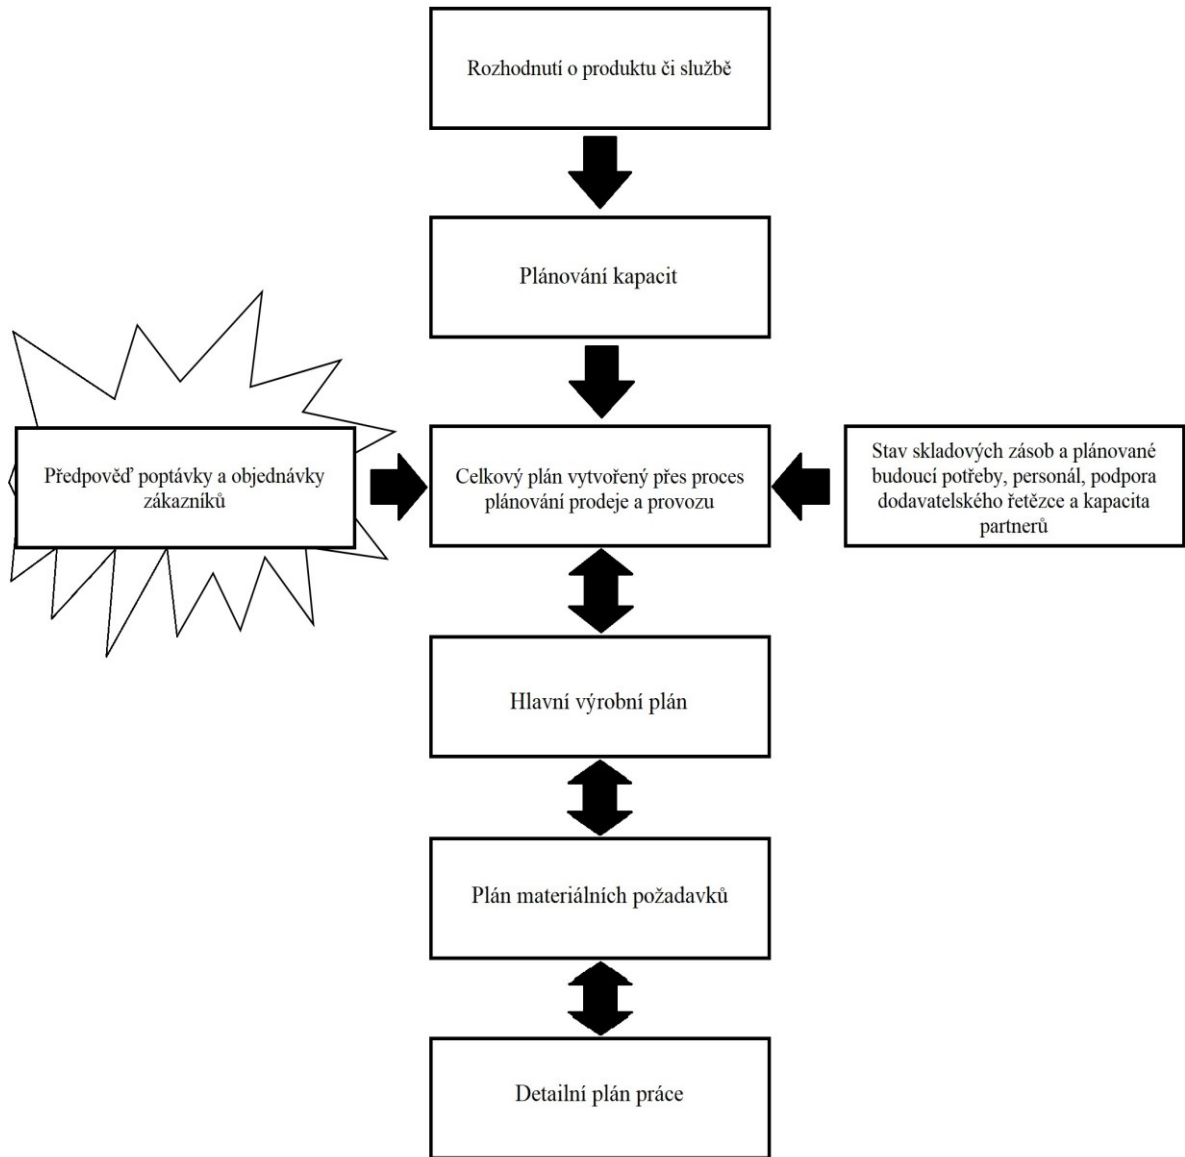 Rozhodnutí o produktu či službě
Plánování kapacit
Předpověď poptávky a objednávky
zákazníků
Celkový plán vytvořený přes proces
plánování prodeje a provozu
Stav skladových zásob a plánované
budoucí potřeby, personál, podpora
dodavatelského řetězce a kapacita
partnerů
Hlavní výrobní plán
Plán materiálních požadavků
Detailní plán práce